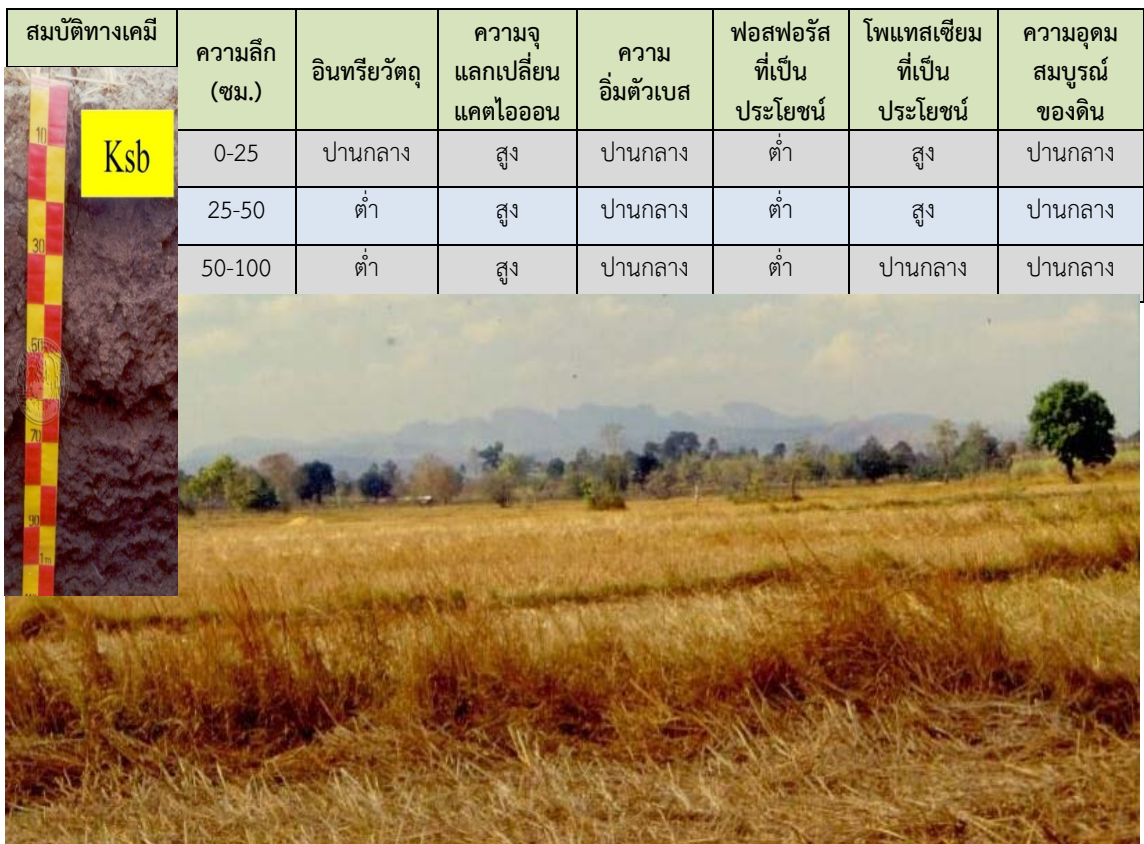 สมบัติทางเคมี
ความลึก
(ซม.)
อินทรียวัตถุ
ความจุ
แลกเปลี่ยน
แคตไอออน
ความ
อิ่มตัวเบส
ฟอสฟอรัส
ที่เป็น
ประโยชน์
โพแทสเซียม
ที่เป็น
ประโยชน์
ความอุดม
สมบูรณ์
ของดิน
Ksb
0-25 ปานกลาง สูง ปานกลาง ต่ำ สูง ปานกลาง
25-50 ต่ำ สูง ปานกลาง ต่ำ สูง ปานกลาง
50-100 ต่ำ สูง ปานกลาง ต่ำ ปานกลาง ปานกลาง
10
30
50
70
90
1m